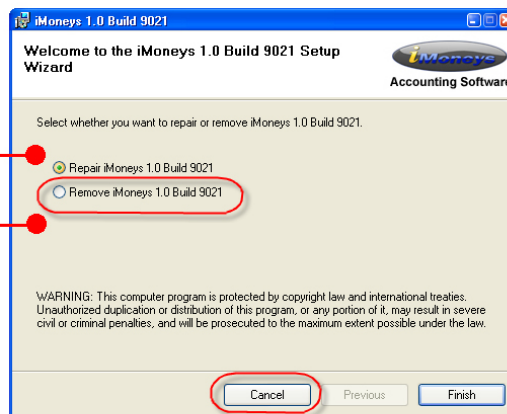 iMoneys 1.0 Build 9021
Welcome to the iMoneys 1.0 Build 9021 Setup
Wizard
iMoneys
Accounting Software
Select whether you want to repair or remove iMoneys 1.0 Build 9021.
Repair iMoneys 1.0 Build 9021
Remove iMoneys 1.0 Build 9021
WARNING: This computer program is protected by copyright law and international treaties.
Unauthorized duplication or distribution of this program, or any portion of it, may result in severe
civil or criminal penalties, and will be prosecuted to the maximum extent possible under the law.
Cancel Previous Finish